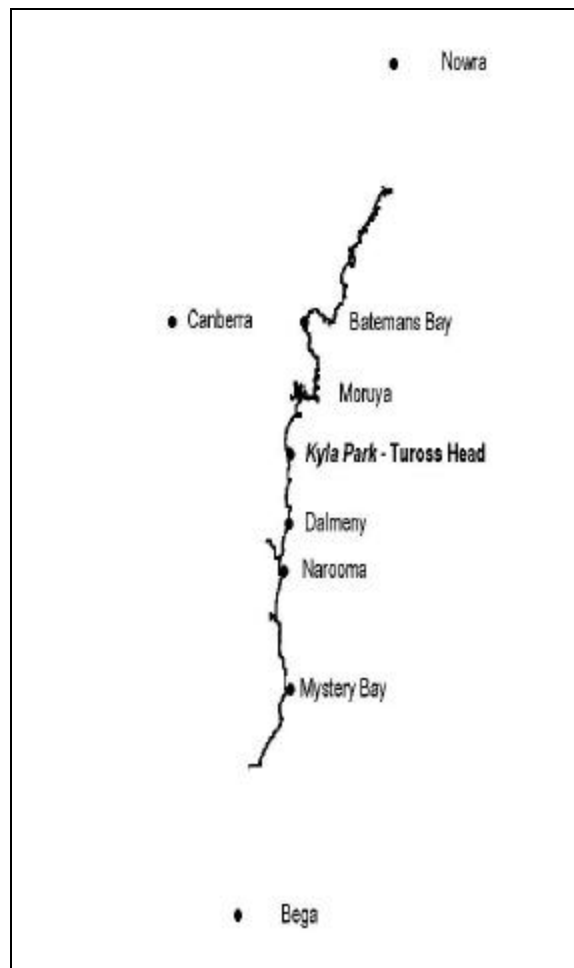 Nowra
Canberra
Batemans Bay
Moruya
Kyla Park - Tuross Head
Dalmeny
Narooma
Mystery Bay
Bega